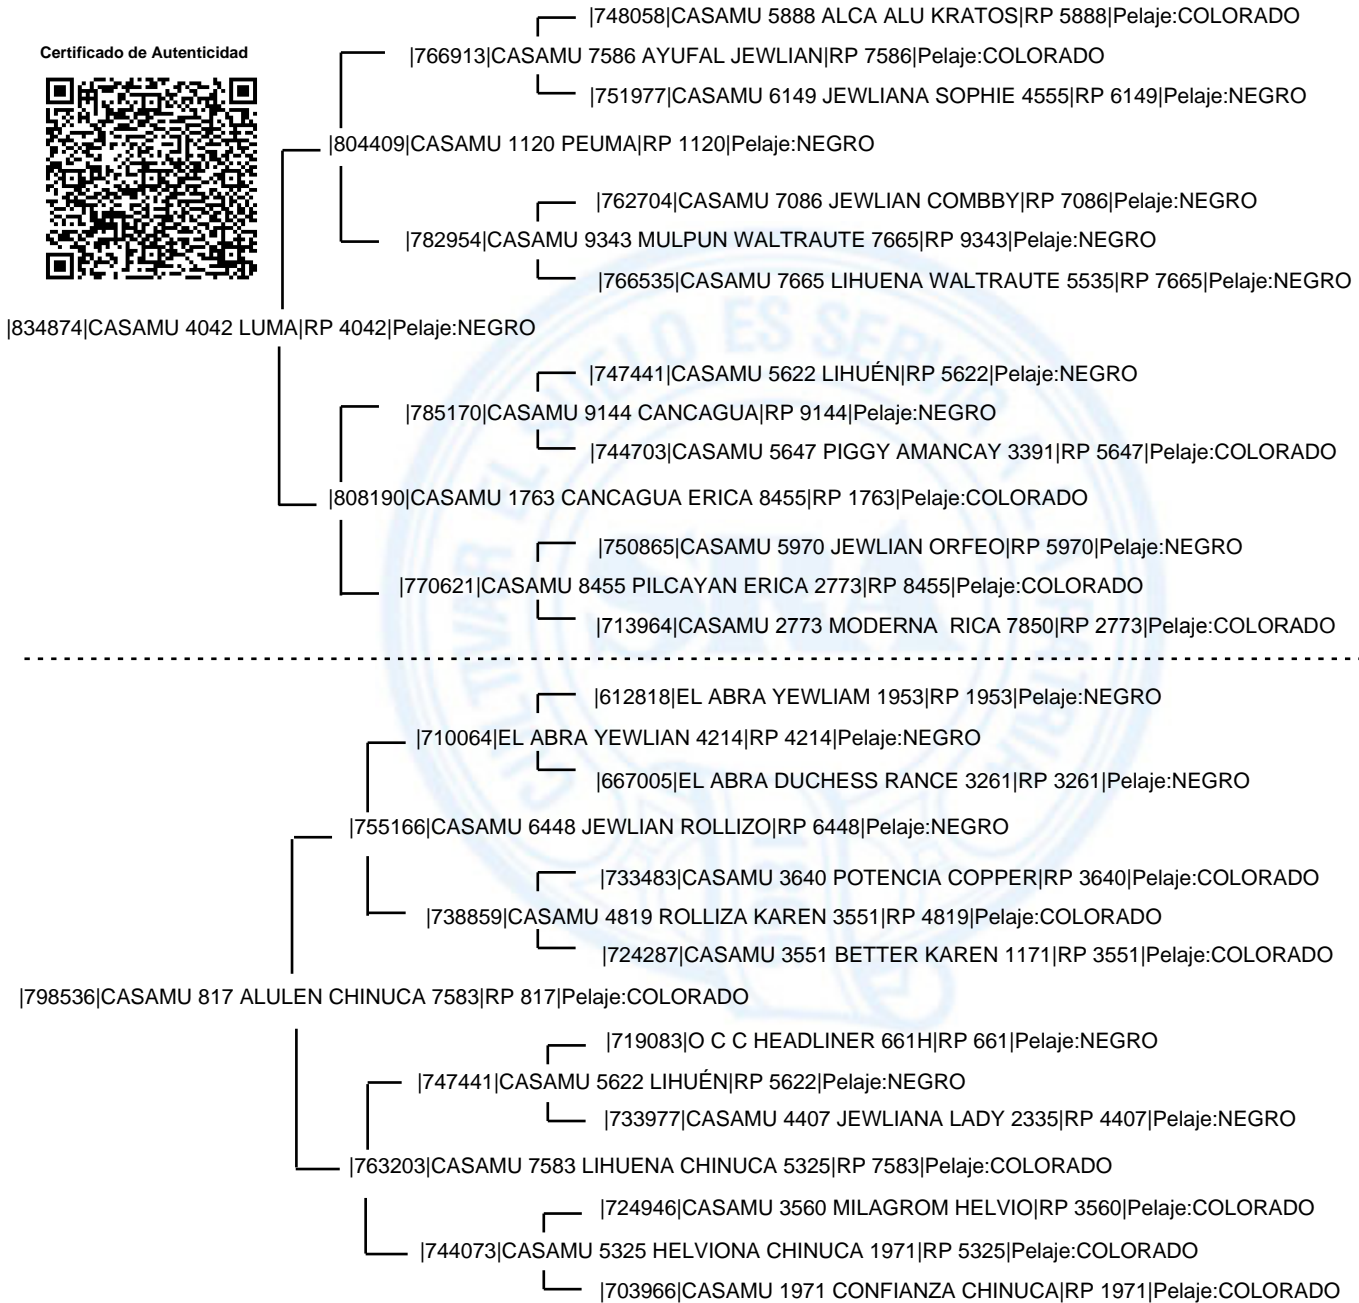 |748058|CASAMU 5888 ALCA ALU KRATOS|RP 5888|Pelaje:COLORADO
Certificado de Autenticidad
|766913|CASAMU 7586 AYUFAL JEWLIAN|RP 7586|Pelaje:COLORADO
|751977|CASAMU 6149 JEWLIANA SOPHIE 4555|RP 6149|Pelaje:NEGRO
|804409|CASAMU 1120 PEUMA|RP 1120|Pelaje:NEGRO
|762704|CASAMU 7086 JEWLIAN COMBBY|RP 7086|Pelaje:NEGRO
|782954|CASAMU 9343 MULPUN WALTRAUTE 7665|RP 9343|Pelaje:NEGRO
|766535|CASAMU 7665 LIHUENA WALTRAUTE 5535|RP 7665|Pelaje:NEGRO
|834874|CASAMU 4042 LUMA|RP 4042|Pelaje:NEGRO
|747441|CASAMU 5622 LIHUÉN|RP 5622|Pelaje:NEGRO
|785170|CASAMU 9144 CANCAGUA|RP 9144|Pelaje:NEGRO
|744703|CASAMU 5647 PIGGY AMANCAY 3391|RP 5647|Pelaje:COLORADO
|808190|CASAMU 1763 CANCAGUA ERICA 8455|RP 1763|Pelaje:COLORADO
|750865|CASAMU 5970 JEWLIAN ORFEO|RP 5970|Pelaje:NEGRO
|770621|CASAMU 8455 PILCAYAN ERICA 2773|RP 8455|Pelaje:COLORADO
|713964|CASAMU 2773 MODERNA  RICA 7850|RP 2773|Pelaje:COLORADO
|612818|EL ABRA YEWLIAM 1953|RP 1953|Pelaje:NEGRO
|710064|EL ABRA YEWLIAN 4214|RP 4214|Pelaje:NEGRO
|667005|EL ABRA DUCHESS RANCE 3261|RP 3261|Pelaje:NEGRO
|755166|CASAMU 6448 JEWLIAN ROLLIZO|RP 6448|Pelaje:NEGRO
|733483|CASAMU 3640 POTENCIA COPPER|RP 3640|Pelaje:COLORADO
|738859|CASAMU 4819 ROLLIZA KAREN 3551|RP 4819|Pelaje:COLORADO
|724287|CASAMU 3551 BETTER KAREN 1171|RP 3551|Pelaje:COLORADO
|798536|CASAMU 817 ALULEN CHINUCA 7583|RP 817|Pelaje:COLORADO
|719083|O C C HEADLINER 661H|RP 661|Pelaje:NEGRO
|747441|CASAMU 5622 LIHUÉN|RP 5622|Pelaje:NEGRO
|733977|CASAMU 4407 JEWLIANA LADY 2335|RP 4407|Pelaje:NEGRO
|763203|CASAMU 7583 LIHUENA CHINUCA 5325|RP 7583|Pelaje:COLORADO
|724946|CASAMU 3560 MILAGROM HELVIO|RP 3560|Pelaje:COLORADO
|744073|CASAMU 5325 HELVIONA CHINUCA 1971|RP 5325|Pelaje:COLORADO
|703966|CASAMU 1971 CONFIANZA CHINUCA|RP 1971|Pelaje:COLORADO
CULTIVAR EL SUELO ES SERVIR A LA PATRIA
SRA
1866